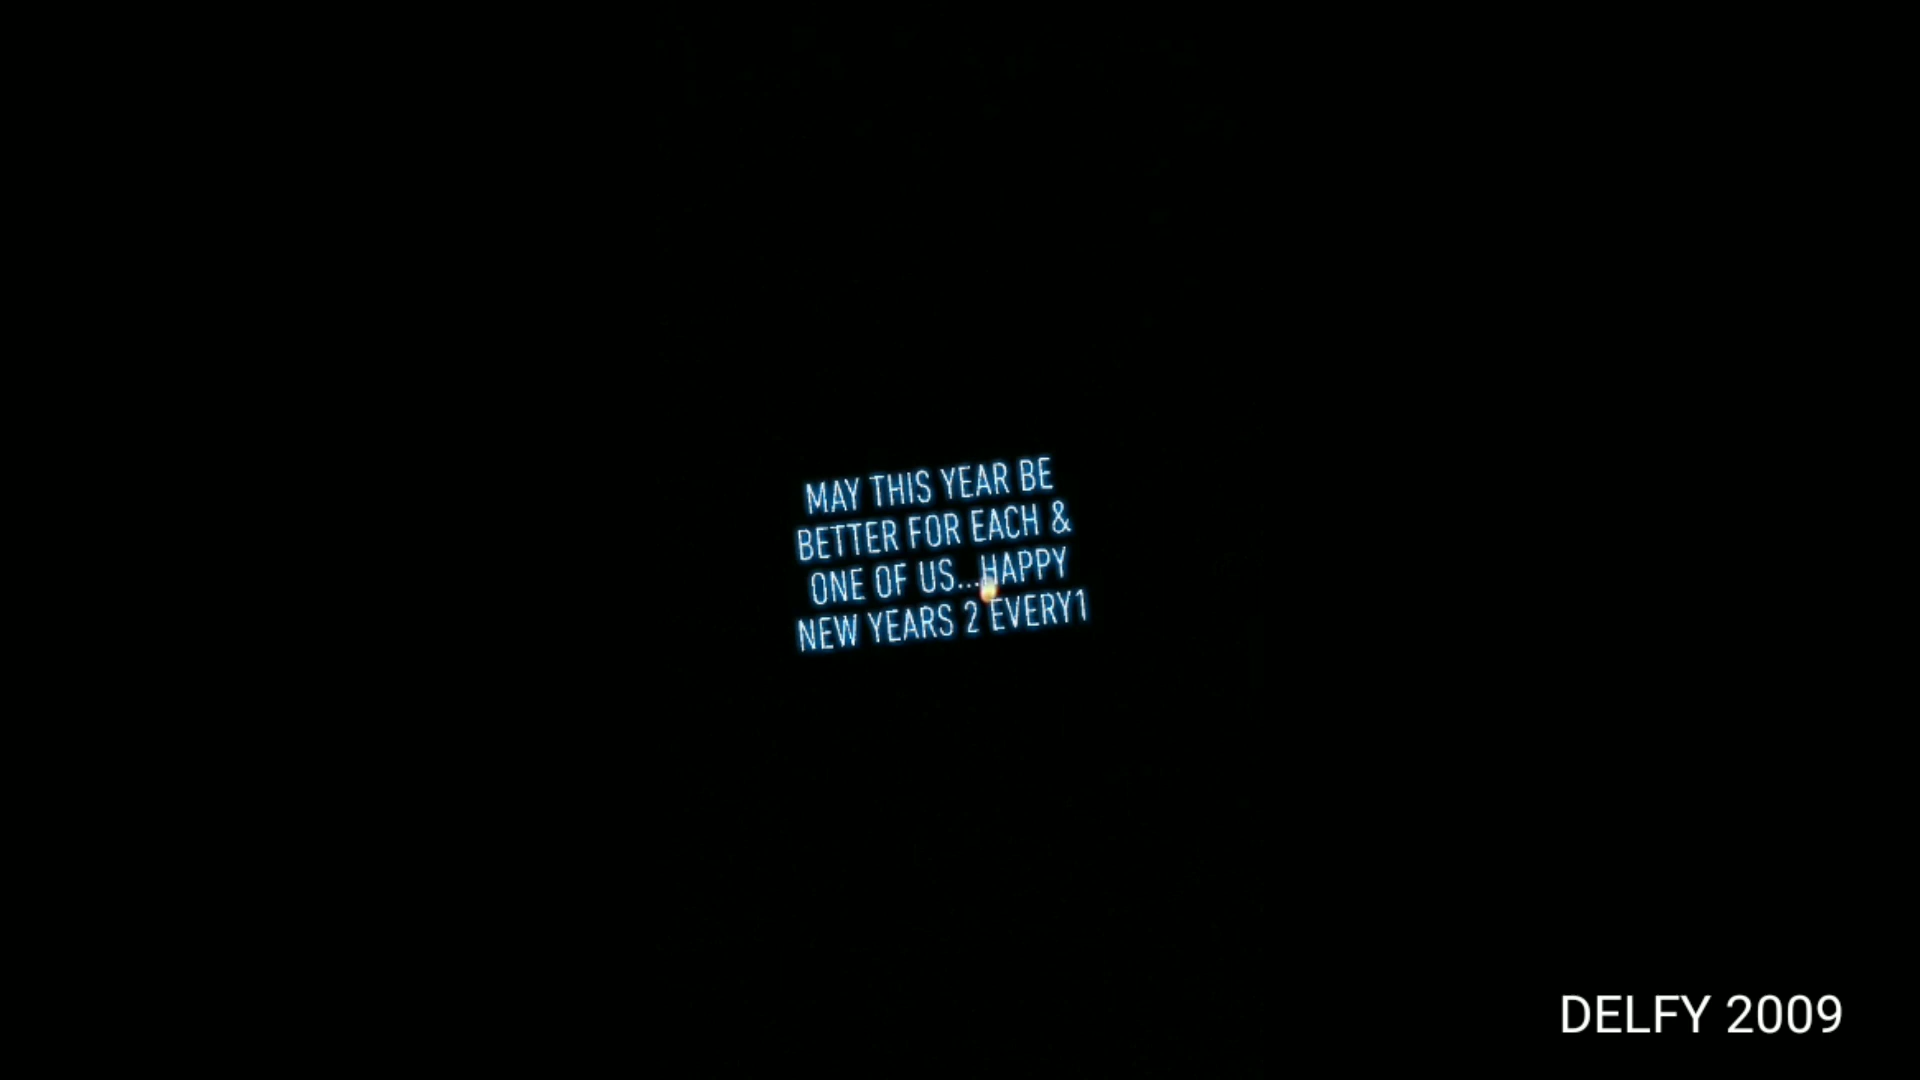 MAY THIS YEAR BE
BETTER FOR EACH &
ONE OF US...HAPPY
NEW YEARS 2 EVERY1
DELFY 2009